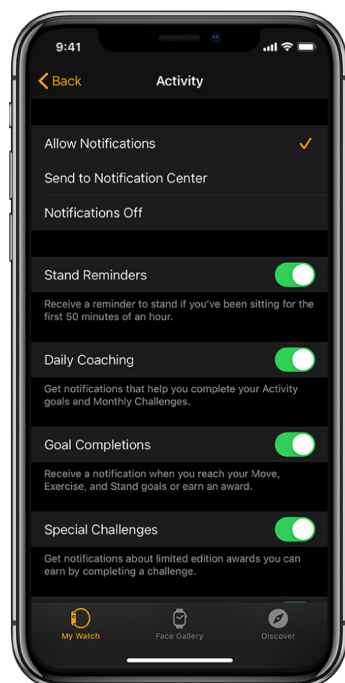 9:41
Back
Activity
Allow Notifications
Send to Notification Center
Notifications Off
Stand Reminders
Receive a reminder to stand if you've been sitting for the
first 50 minutes of an hour.
Daily Coaching
Get notifications that help you complete your Activity
goals and Monthly Challenges.
Goal Completions
Receive a notification when you reach your Move,
Exercise, and Stand goals or earn an award.
Special Challenges
Get notifications about limited edition awards you can
earn by completing a challenge.
My Watch
Face Gallery
Discover